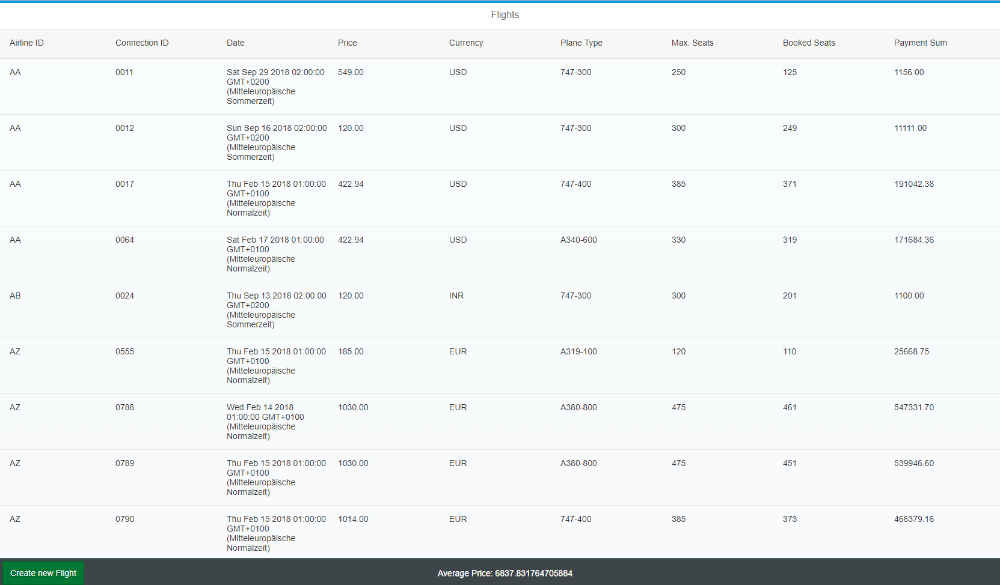 Flights
Airline ID Connection ID Date Price Currency Plane Type Max. Seats Booked Seats Payment Sum
AA 0011 Sat Sep 29 2018 02:00:00 549.00 USD 747-300 250 125 1156.00
GMT+0200
(Mitteleuropäische
Sommerzeit)
AA 0012 Sun Sep 16 2018 02:00:00 120.00 USD 747-300 300 249 11111.00
GMT+0200
(Mitteleuropäische
Sommerzeit)
AA 0017 Thu Feb 15 2018 01:00:00 422.94 USD 747-400 385 371 191042.38
GMT+0100
(Mitteleuropäische
Normalzeit)
AA 0064 Sat Feb 17 2018 01:00:00 422.94 USD A340-600 330 319 171684.36
GMT+0100
(Mitteleuropäische
Normalzeit)
AB 0024 Thu Sep 13 2018 02:00:00 120.00 INR 747-300 300 201 1100.00
GMT+0200
(Mitteleuropäische
Sommerzeit)
AZ 0555 Thu Feb 15 2018 01:00:00 185.00 EUR A319-100 120 110 25668.75
GMT+0100
(Mitteleuropäische
Normalzeit)
AZ 0788 Wed Feb 14 2018 1030.00 EUR A380-800 475 461 547331.70
01:00:00 GMT+0100
(Mitteleuropäische
Normalzeit)
AZ 0789 Thu Feb 15 2018 01:00:00 1030.00 EUR A380-800 475 451 539946.60
GMT+0100
(Mitteleuropäische
Normalzeit)
AZ 0790 Thu Feb 15 2018 01:00:00 1014.00 EUR 747-400 385 373 466379.16
GMT+0100
(Mitteleuropäische
Normalzeit)
Create new Flight Average Price: 6837.831764705884